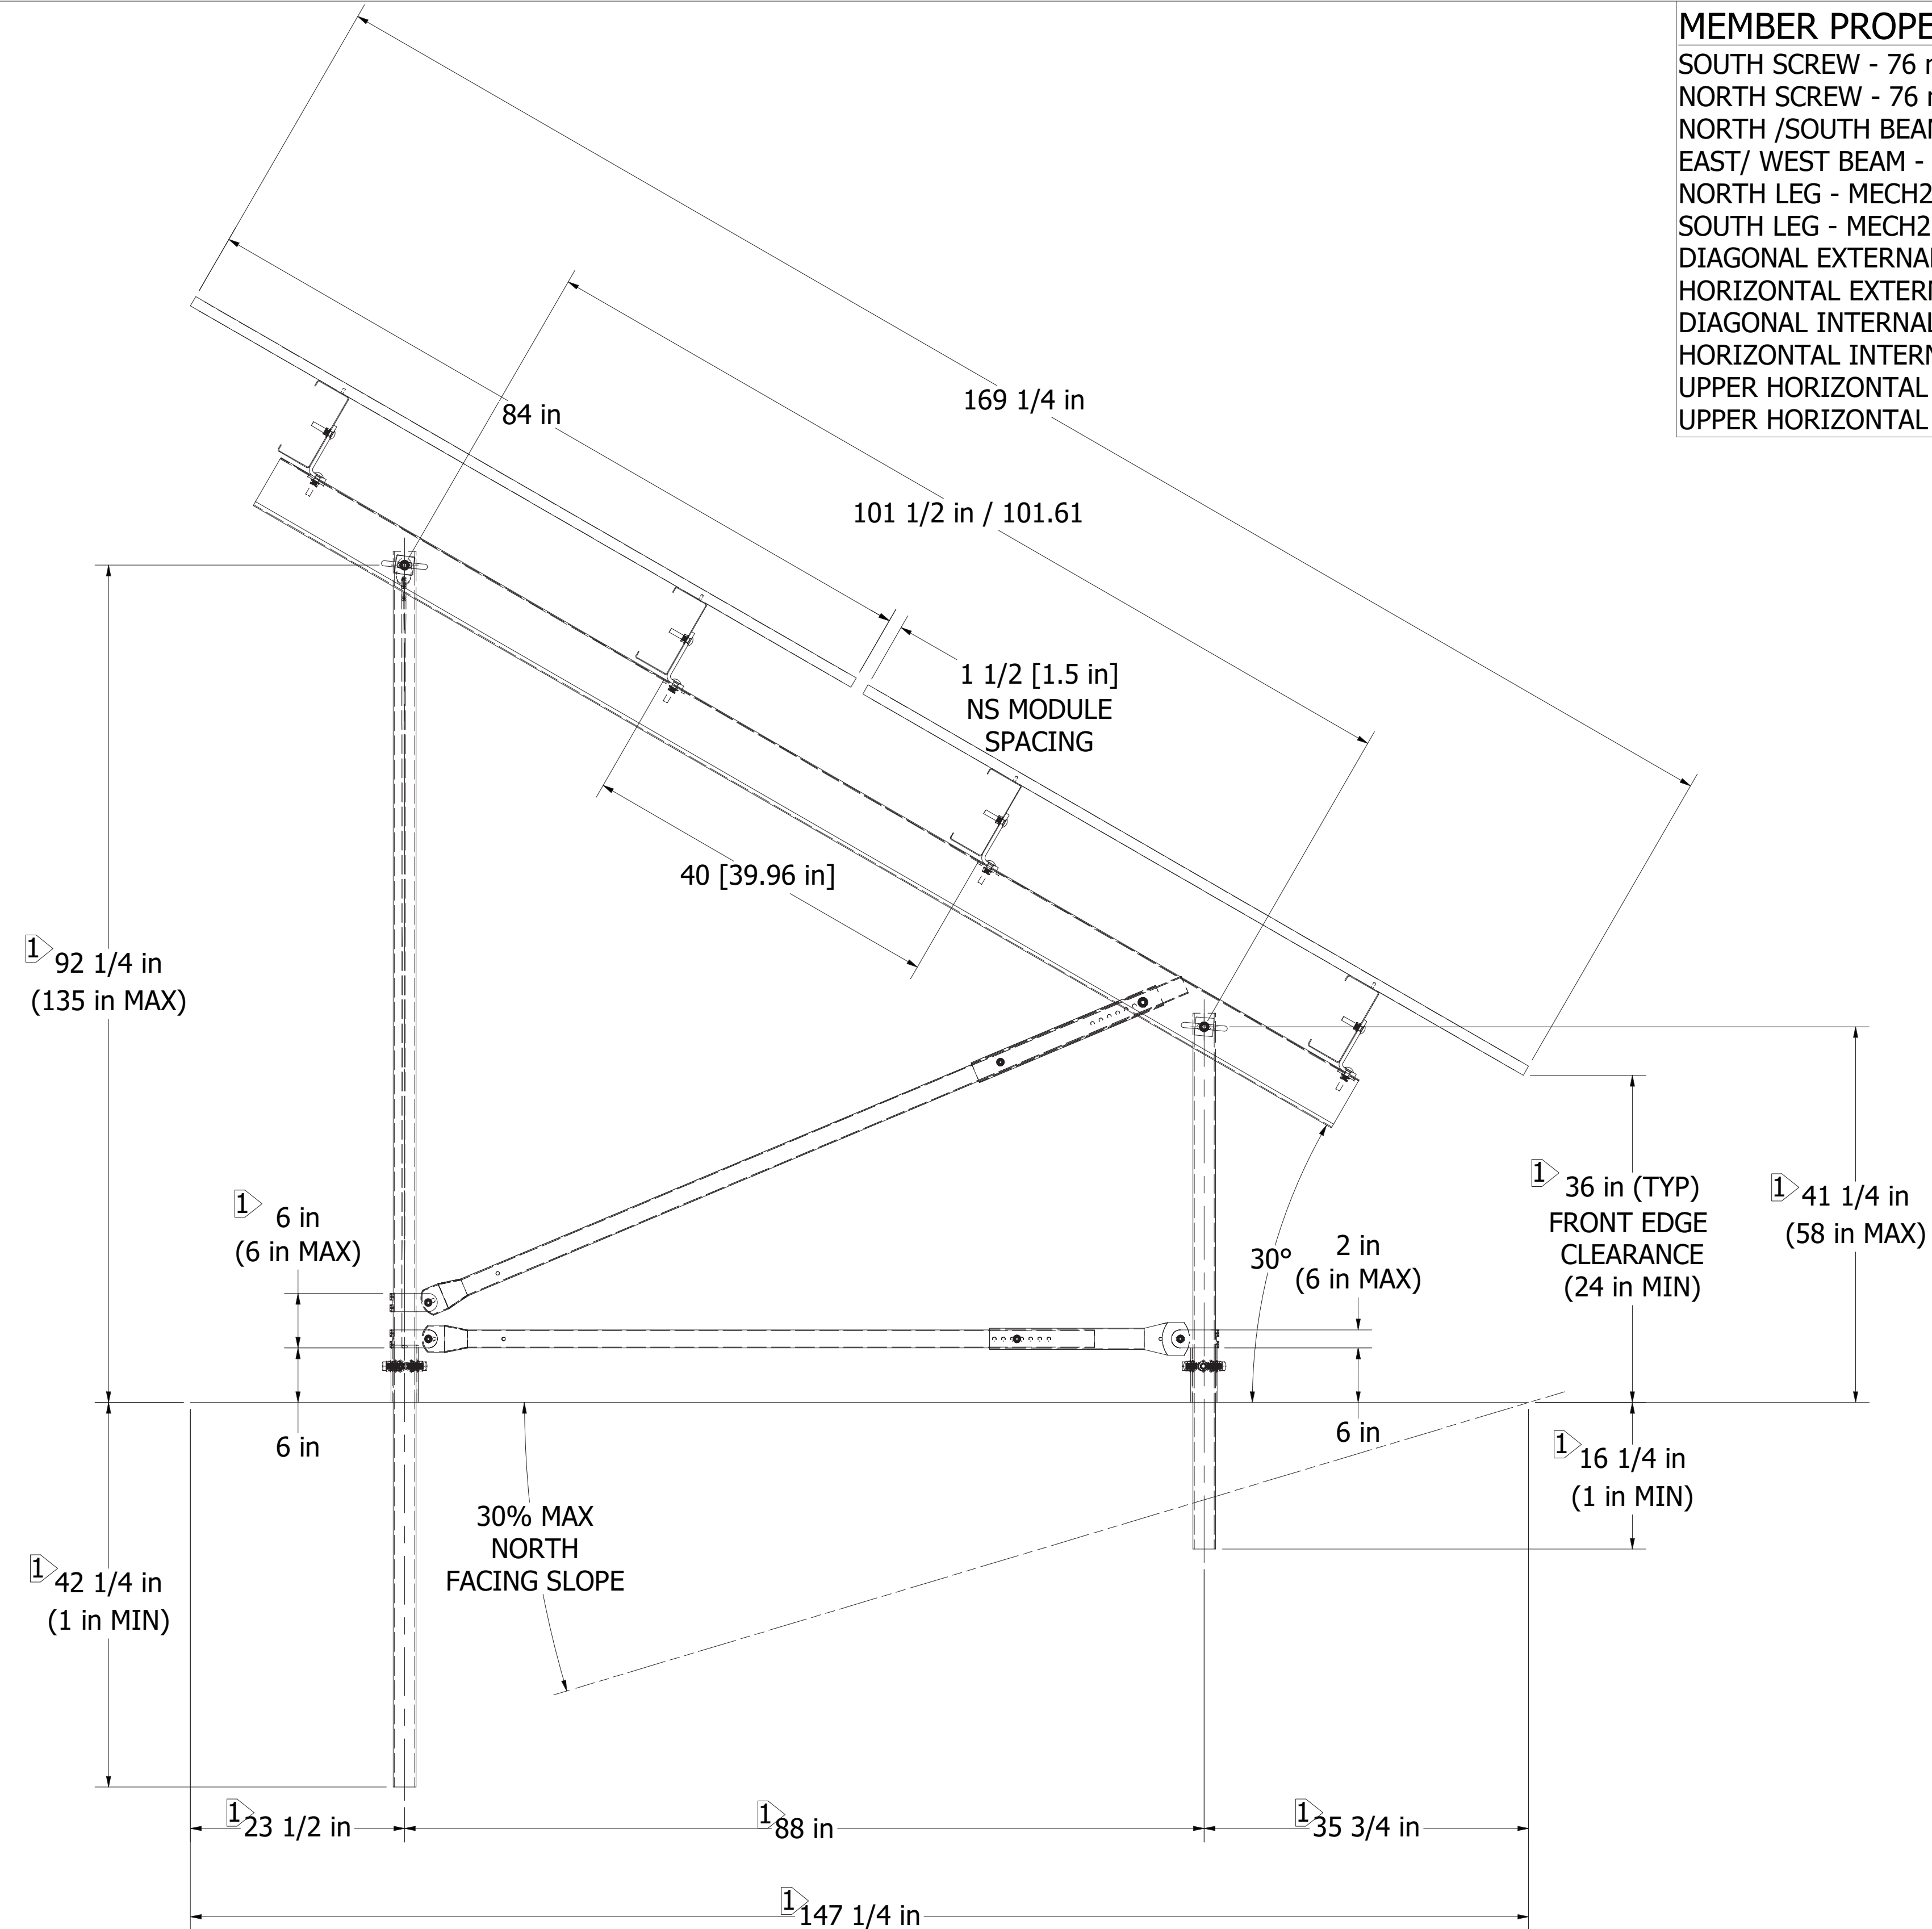 MEMBER PROPE
SOUTH SCREW - 76
NORTH SCREW - 76
NORTH /SOUTH BEA
EAST/ WEST BEAM -
NORTH LEG - MECH2
SOUTH LEG - MECH2
DIAGONAL EXTERNA
HORIZONTAL EXTER
DIAGONAL INTERNAL
HORIZONTAL INTER
UPPER HORIZONTAL
UPPER HORIZONTAL
169 1/4 in
84 in
101 1/2 in / 101.61
1 1/2 [1.5 in]
NS MODULE
SPACING
40 [39.96 in]
1 92 1/4 in
(135 in MAX)
1 36 in (TYP)
FRONT EDGE
CLEARANCE
(24 in MIN)
1 41 1/4 in
(58 in MAX)
1 6 in
(6 in MAX)
30°
2 in
(6 in MAX)
6 in
6 in
1 16 1/4 in
(1 in MIN)
30% MAX
NORTH
FACING SLOPE
1 42 1/4 in
(1 in MIN)
1 23 1/2 in
1 88 in
1 35 3/4 in
1 147 1/4 in